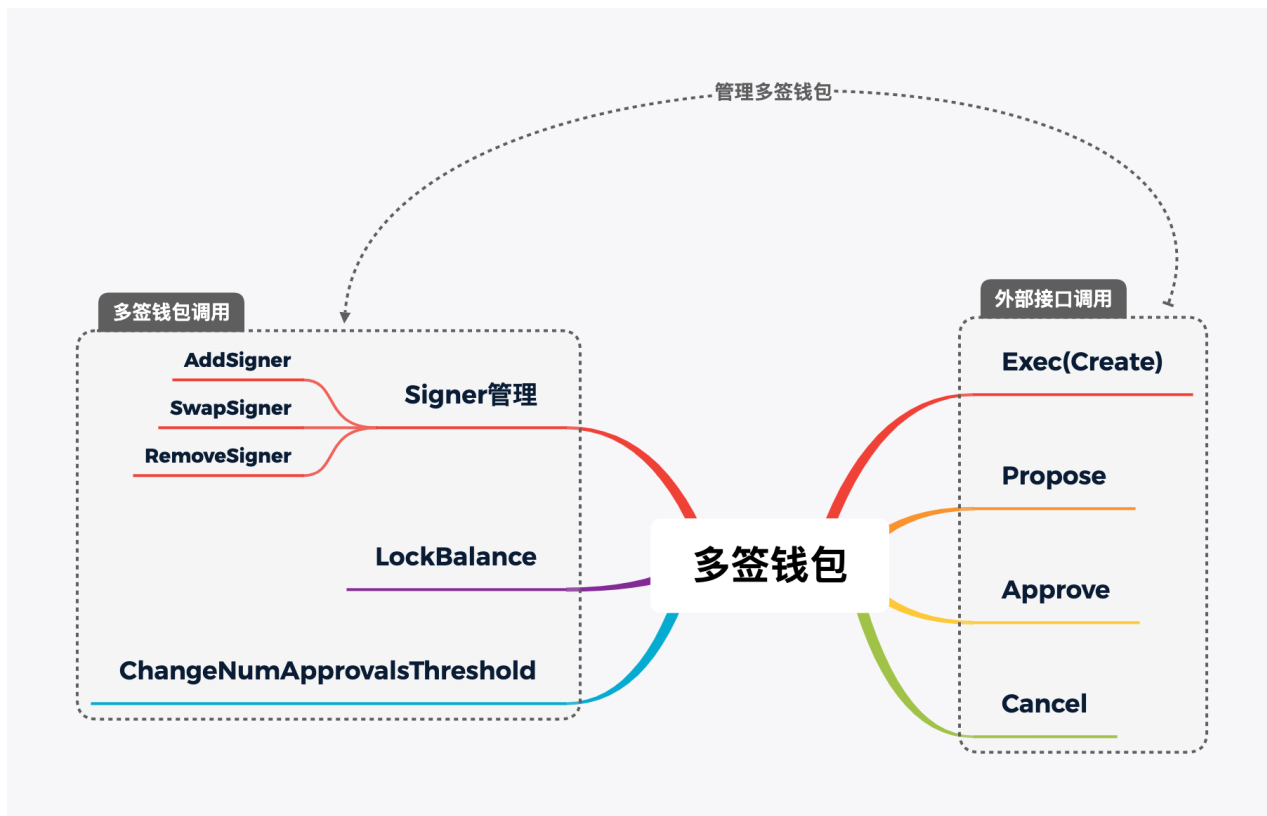 管理多签钱包
多签钱包调用
AddSigner
SwapSigner
RemoveSigner
Signer管理
LockBalance
ChangeNumApprovalsThreshold
多签钱包
外部接口调用
Exec(Create)
Propose
Approve
Cancel